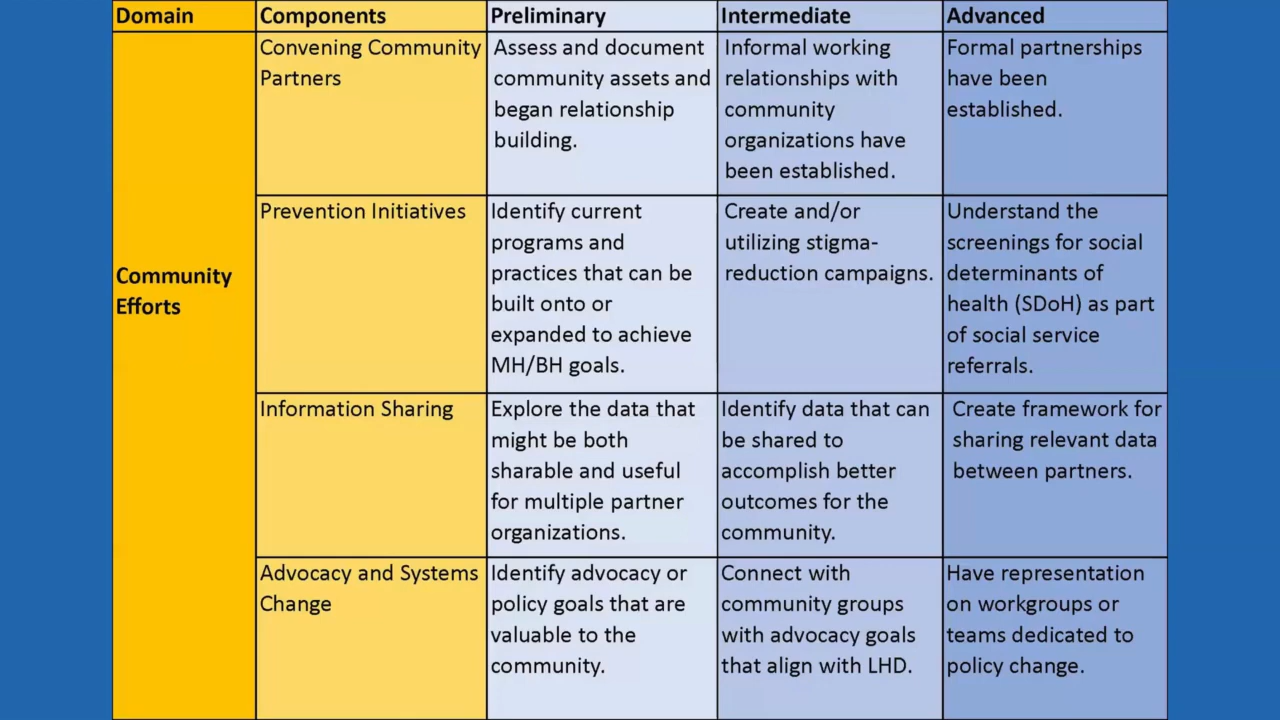 Domain
Components
Preliminary
Intermediate
Advanced
Community
Efforts
Convening Community
Partners
Assess and document
community assets and
began relationship
building.
Informal working
relationships with
community
organizations have
been established.
Formal partnerships
have been
established.
Prevention Initiatives
Identify current
programs and
practices that can be
built onto or
expanded to achieve
MH/BH goals.
Create and/or
utilizing stigma-
reduction campaigns.
Understand the
screenings for social
determinants of
health (SDoH) as part
of social service
referrals.
Information Sharing
Explore the data that
might be both
sharable and useful
for multiple partner
organizations.
Identify data that can
be shared to
accomplish better
outcomes for the
community.
Create framework for
sharing relevant data
between partners.
Advocacy and Systems
Change
Identify advocacy or
policy goals that are
valuable to the
community.
Connect with
community groups
with advocacy goals
that align with LHD.
Have representation
on workgroups or
teams dedicated to
policy change.